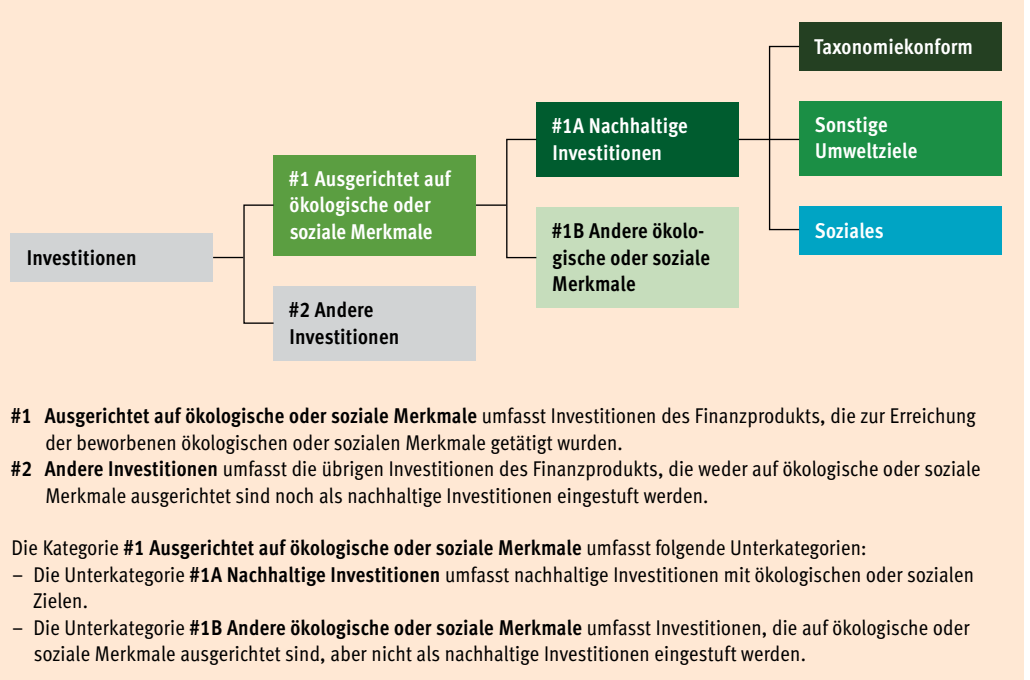 Taxonomiekonform
#1A Nachhaltige
Investitionen
Sonstige
Umweltziele
#1 Ausgerichtet auf
ökologische oder
soziale Merkmale
#1B Andere ökolo-
gische oder soziale
Merkmale
Soziales
Investitionen
#2 Andere
Investitionen
#1 Ausgerichtet auf ökologische oder soziale Merkmale umfasst Investitionen des Finanzprodukts, die zur Erreichung
der beworbenen ökologischen oder sozialen Merkmale getätigt wurden.
#2 Andere Investitionen umfasst die übrigen Investitionen des Finanzprodukts, die weder auf ökologische oder soziale
Merkmale ausgerichtet sind noch als nachhaltige Investitionen eingestuft werden.
Die Kategorie #1 Ausgerichtet auf ökologische oder soziale Merkmale umfasst folgende Unterkategorien:
– Die Unterkategorie #1A Nachhaltige Investitionen umfasst nachhaltige Investitionen mit ökologischen oder sozialen
Zielen.
– Die Unterkategorie #1B Andere ökologische oder soziale Merkmale umfasst Investitionen, die auf ökologische oder
soziale Merkmale ausgerichtet sind, aber nicht als nachhaltige Investitionen eingestuft werden.